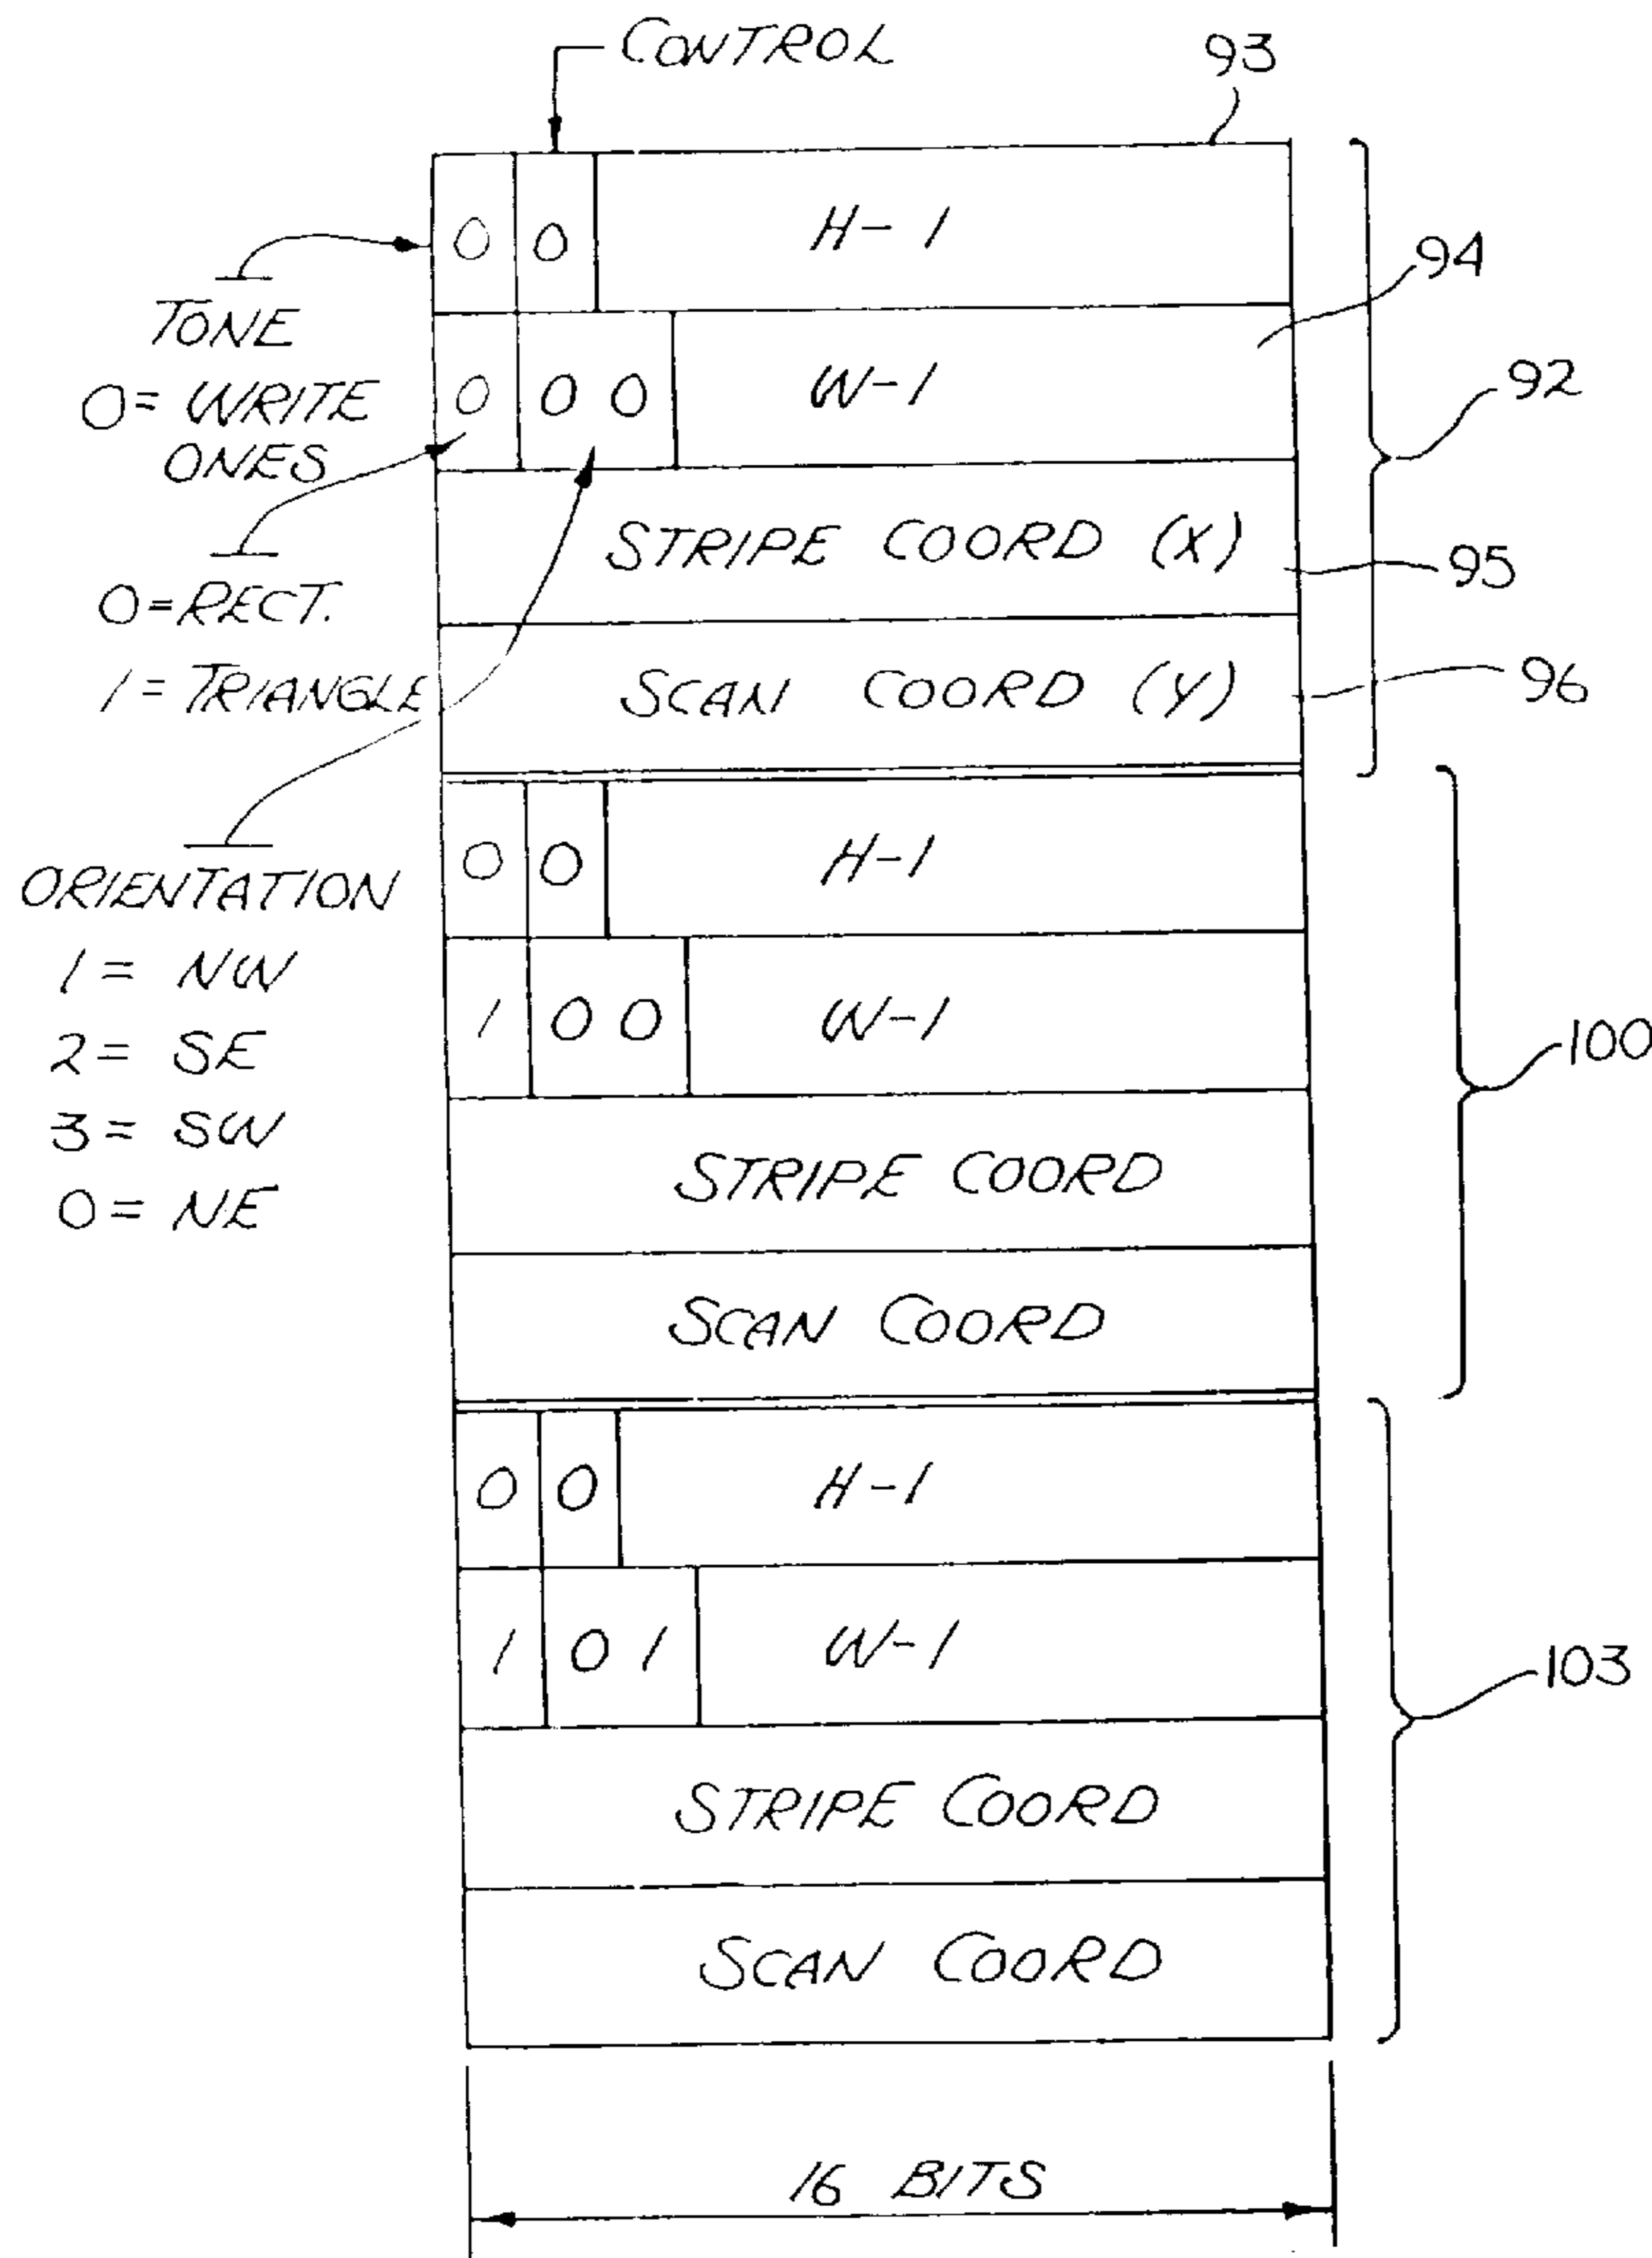 CONTROL
93
0 0 H-1
94
TONE
0 = WRITE
ONES
0 0 0 W-1
92
STRIPE COORD (X)
95
0 = RECT.
1 = TRIANGLE
SCAN COORD (Y)
96
0 0 H-1
ORIENTATION
1 = NW
2 = SE
3 = SW
0 = NE
1 0 0 W-1
100
STRIPE COORD
SCAN COORD
0 0 H-1
1 0 1 W-1
103
STRIPE COORD
SCAN COORD
16 BITS